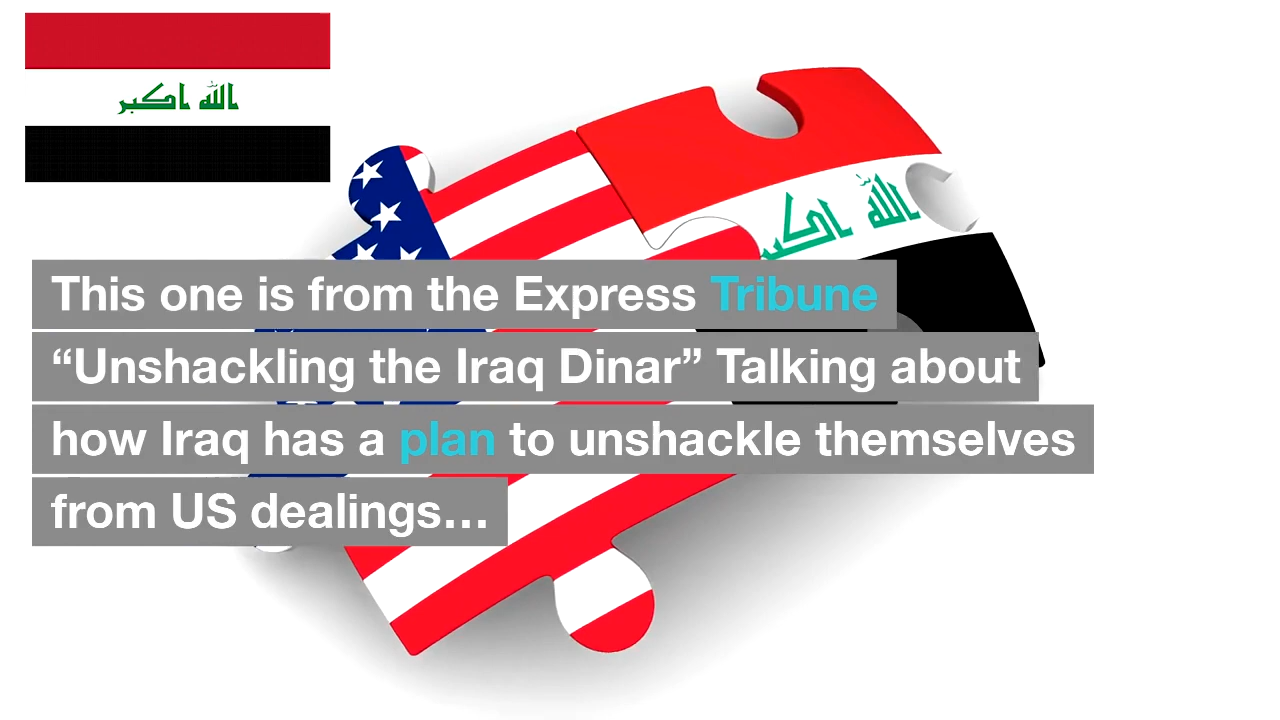 الله اكبر
الله اكبر
This one is from the Express Tribune
“Unshackling the Iraq Dinar” Talking about
how Iraq has a plan to unshackle themselves
from US dealings…